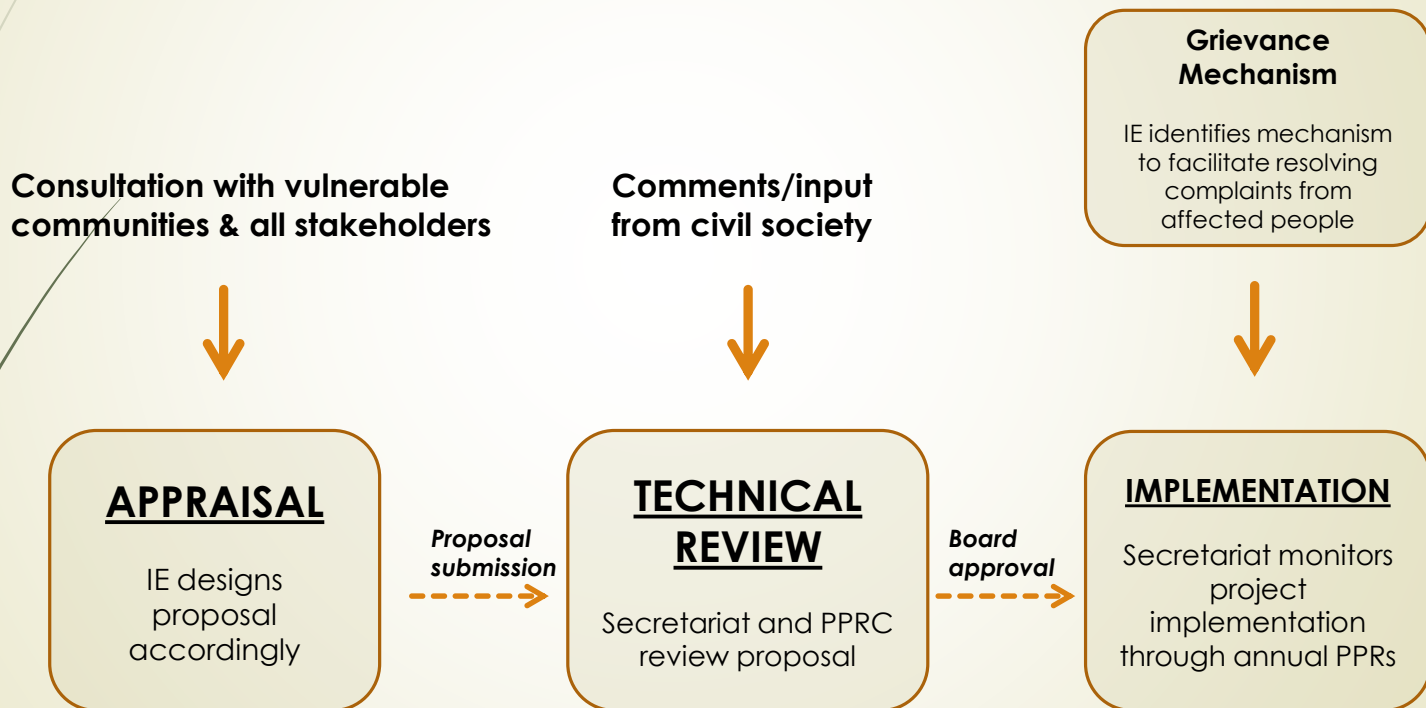 Consultation with vulnerable
communities & all stakeholders
Comments/input
from civil society
Grievance
Mechanism
IE identifies mechanism
to facilitate resolving
complaints from
affected people
APPRAISAL
IE designs
proposal
accordingly
Proposal
submission
TECHNICAL
REVIEW
Secretariat and PPRC
review proposal
Board
approval
IMPLEMENTATION
Secretariat monitors
project
implementation
through annual PPRs